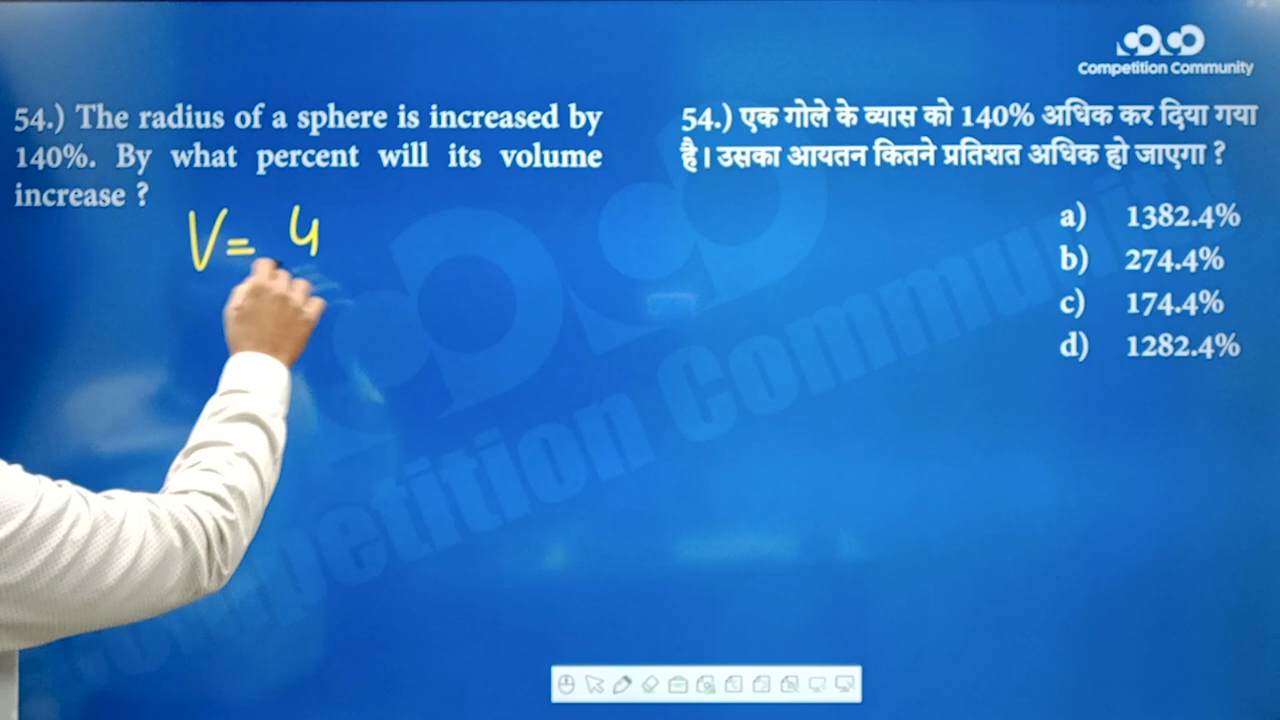 Competition Community
54.) The radius of a sphere is increased by
140%. By what percent will its volume
increase ?
V= 4
54.) एक गोले के व्यास को 140% अधिक कर दिया गया
है। उसका आयतन कितने प्रतिशत अधिक हो जाएगा ?
a) 1382.4%
b) 274.4%
c) 174.4%
d) 1282.4%
Competition Community